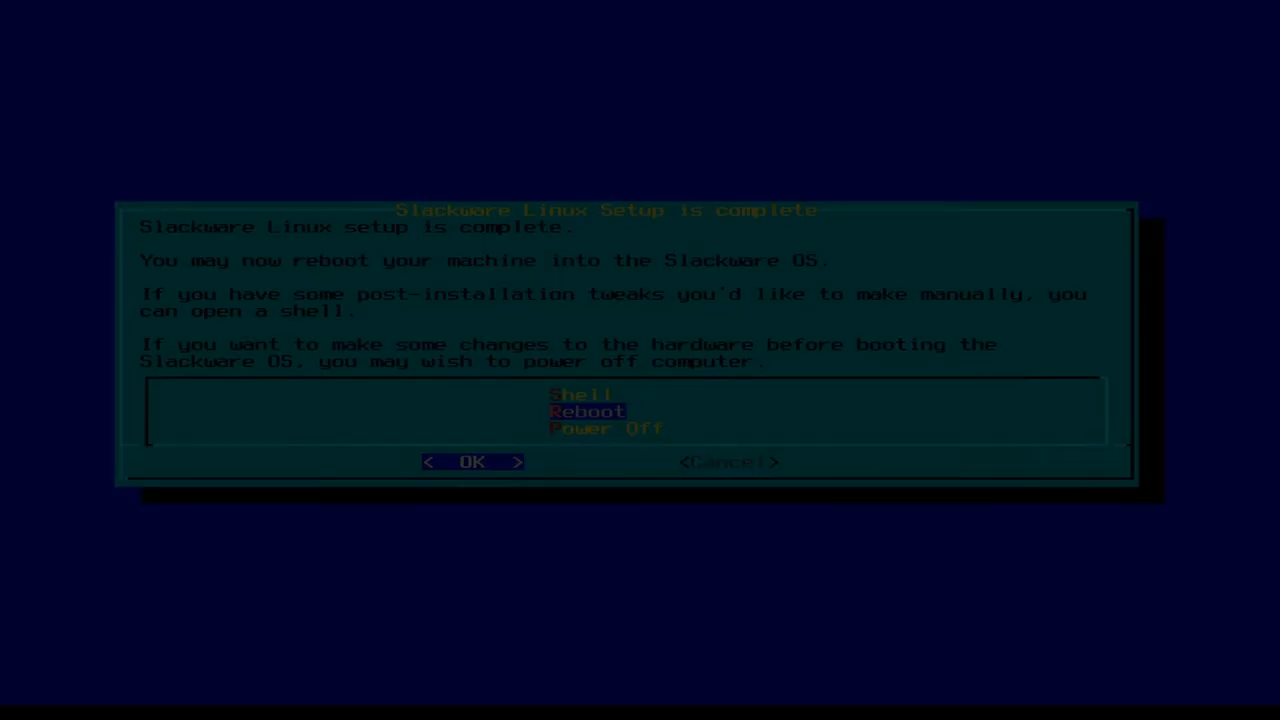 Slackware Linux Setup is complete
Slackware Linux setup is complete.
You may now reboot your machine into the Slackware OS.
If you have some post-installation tweaks you'd like to make manually, you
can open a shell.
If you want to make some changes to the hardware before booting the
Slackware OS, you may wish to power off computer.
Shell
Reboot
Power Off
<  OK  > <Cancel>